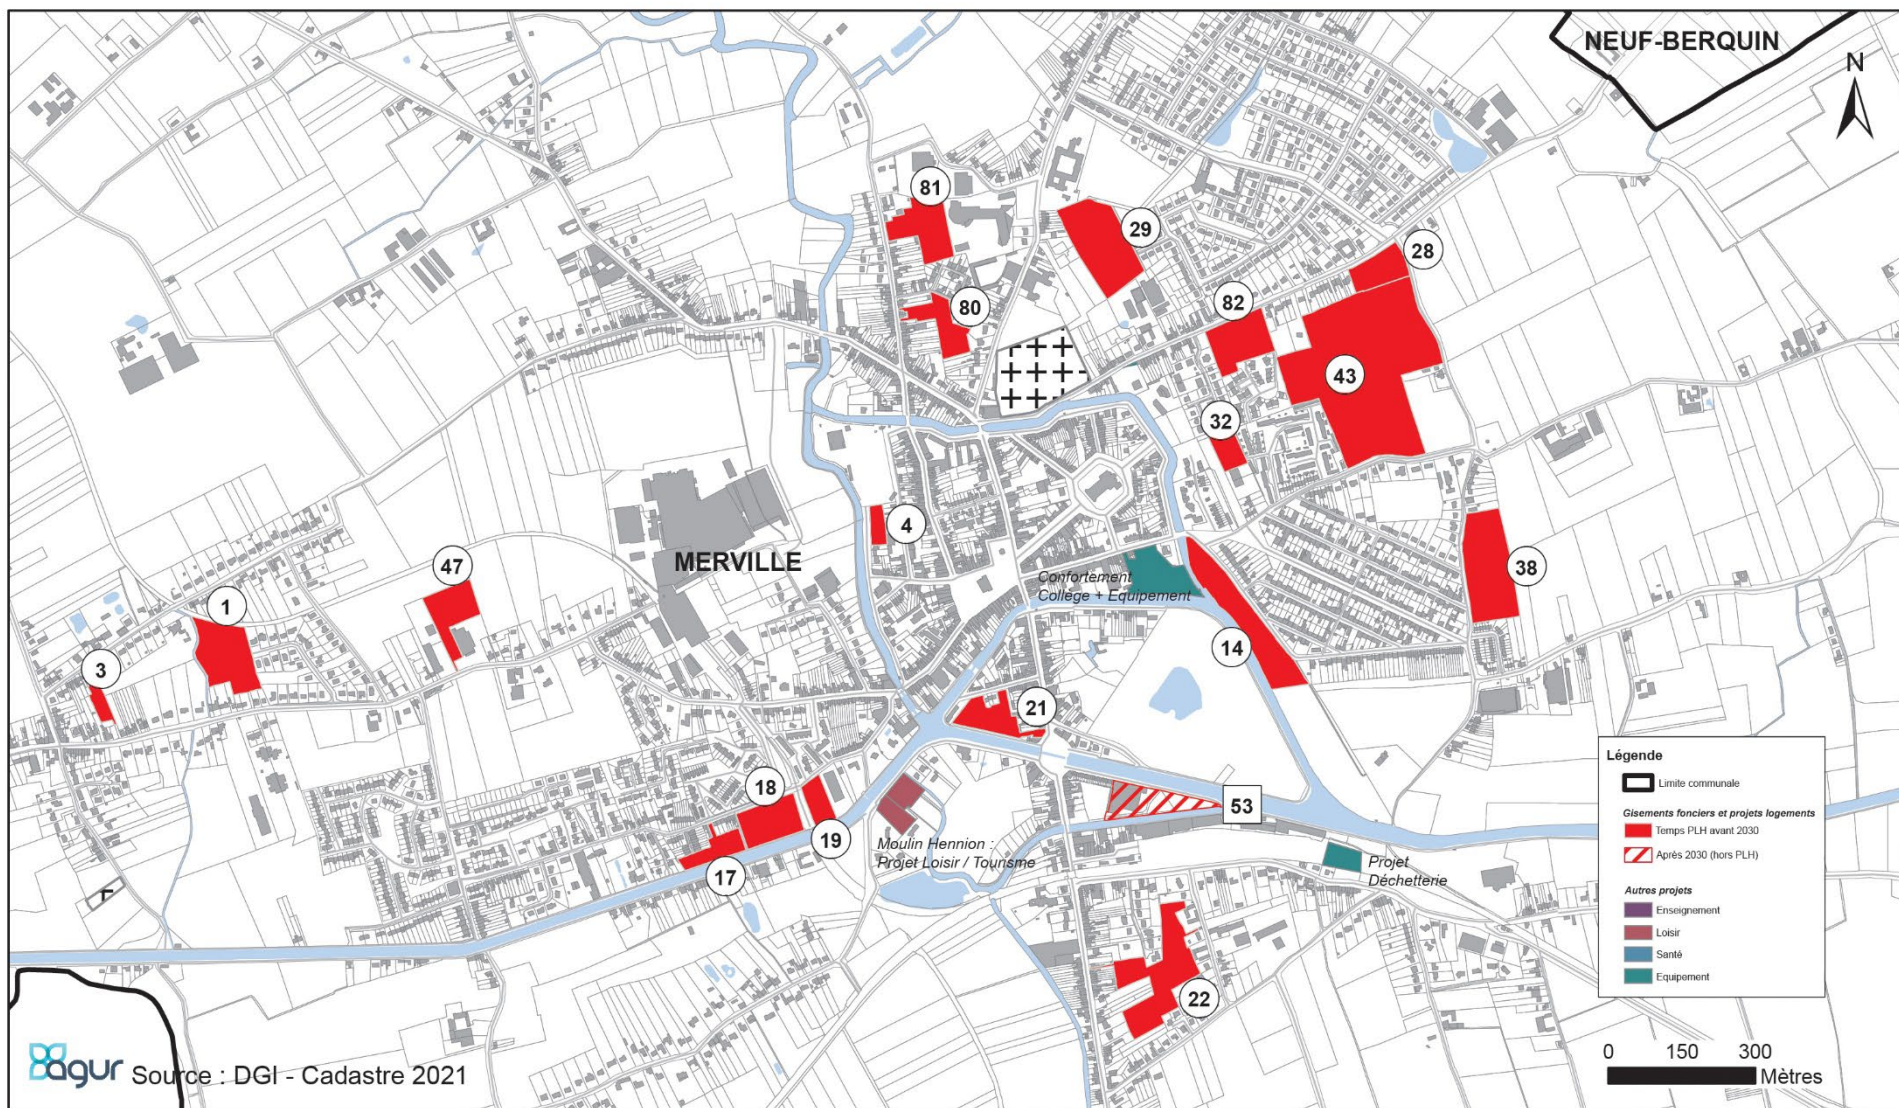 NEUF-BERQUIN
N
81
29
28
80
82
43
32
4
MERVILLE
47
38
Confortement
Collège + Equipement
1
14
3
21
18
53
19
Moulin Hennion :
Projet Loisir / Tourisme
17
Projet
Déchetterie
22
Légende
Limite communale
Gisements fonciers et projets logements
Temps PLH avant 2030
Après 2030 (hors PLH)
Autres projets
Enseignement
Loisir
Santé
Equipement
0 150 300
Mètres
agur Source : DGI - Cadastre 2021